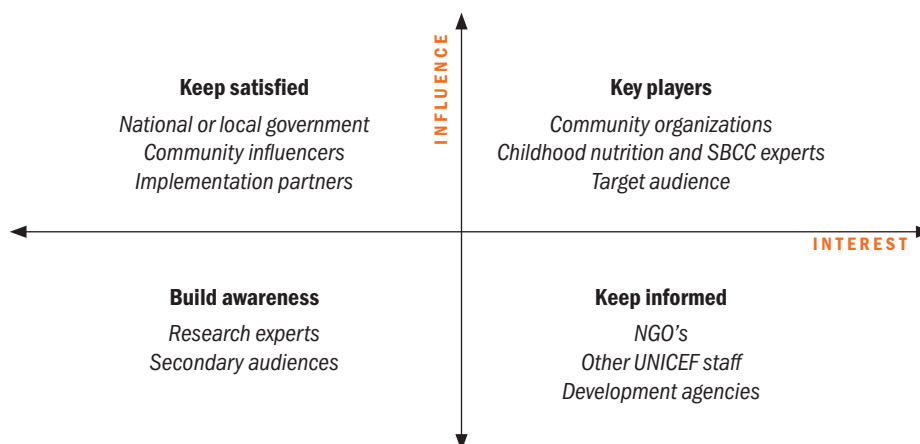 INFLUENCE
Keep satisfied
National or local government
Community influencers
Implementation partners
Key players
Community organizations
Childhood nutrition and SBCC experts
Target audience
INTEREST
Build awareness
Research experts
Secondary audiences
Keep informed
NGO's
Other UNICEF staff
Development agencies